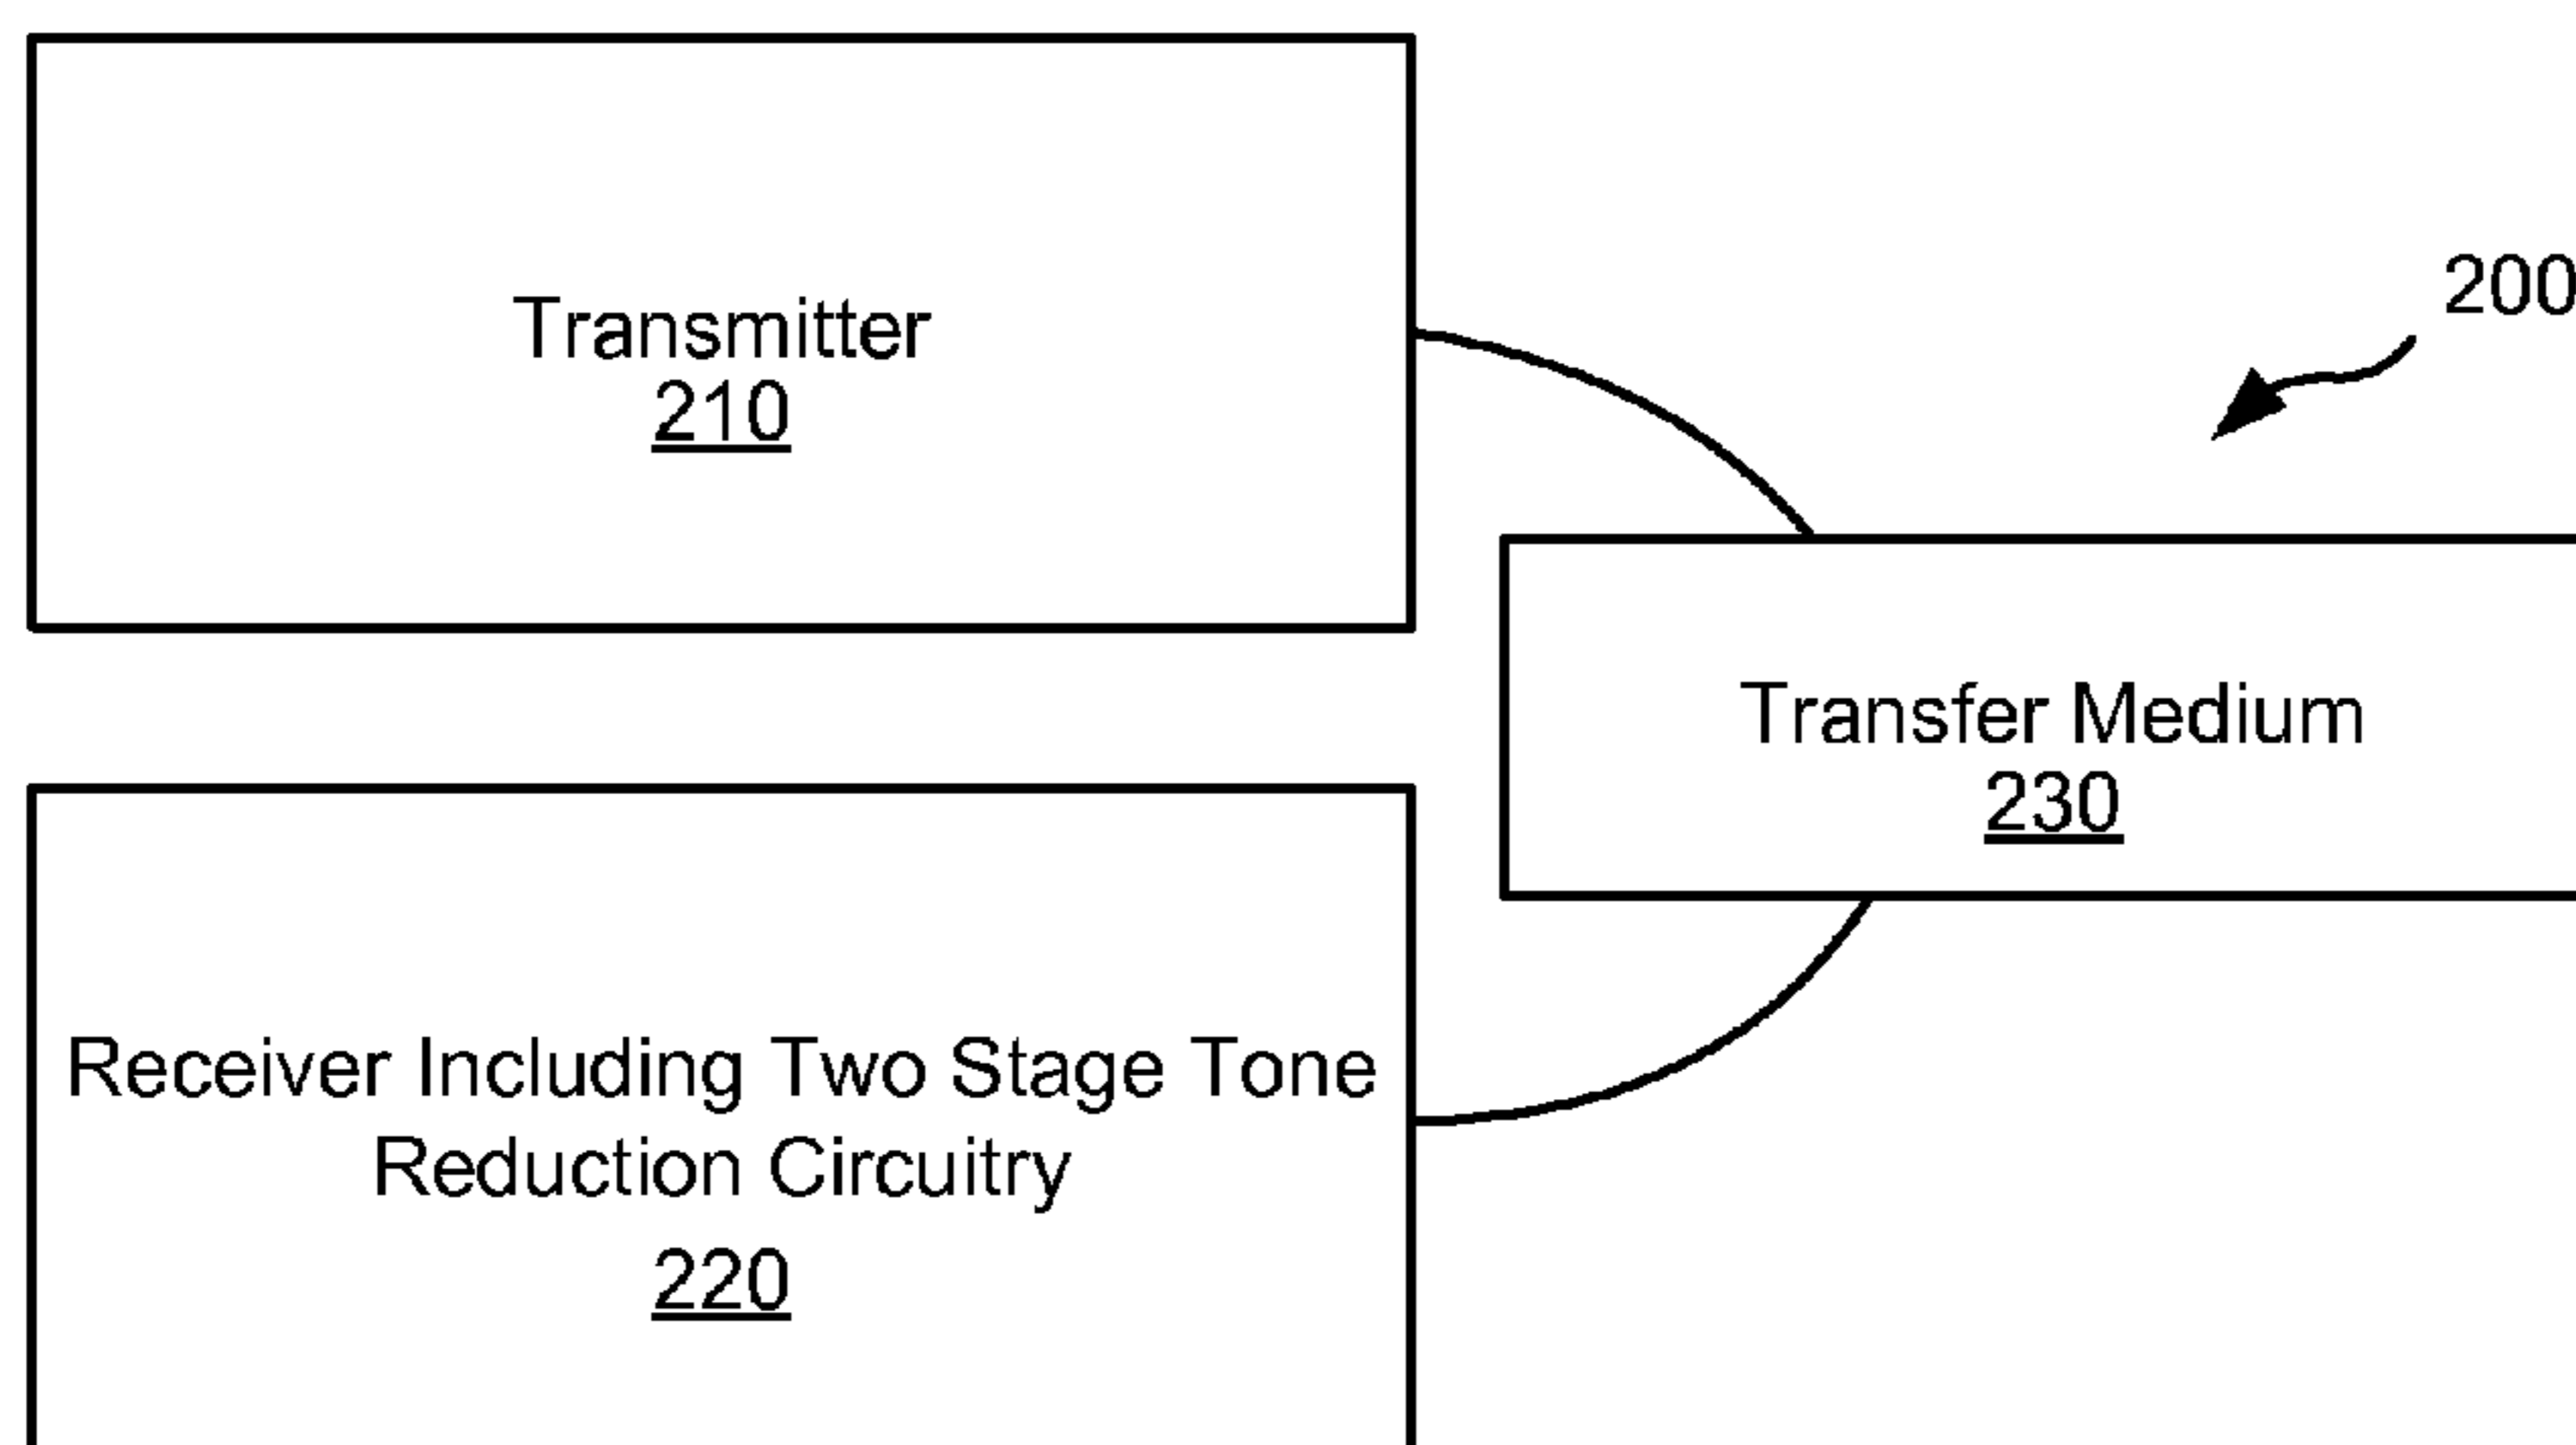 Transmitter
210
200
Transfer Medium
230
Receiver Including Two Stage Tone
Reduction Circuitry
220